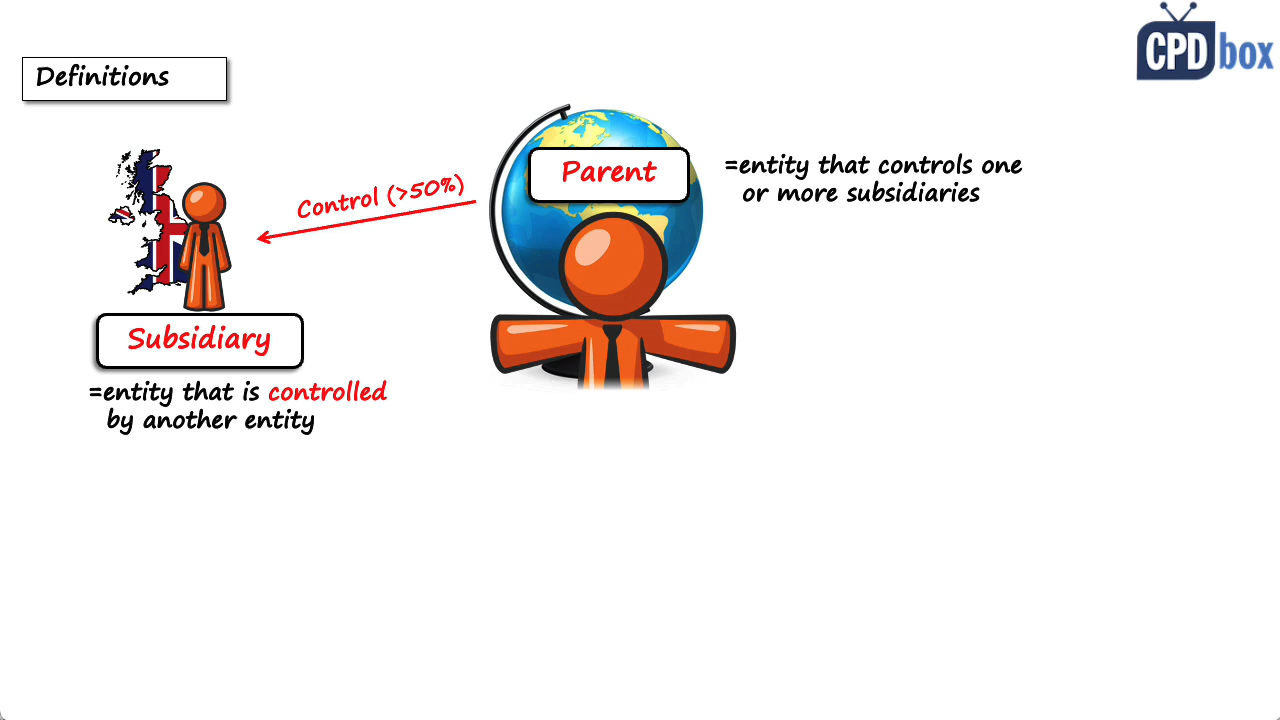 CPD box
Definitions
Parent
=entity that controls one
or more subsidiaries
Control (>50%)
Subsidiary
=entity that is controlled
by another entity